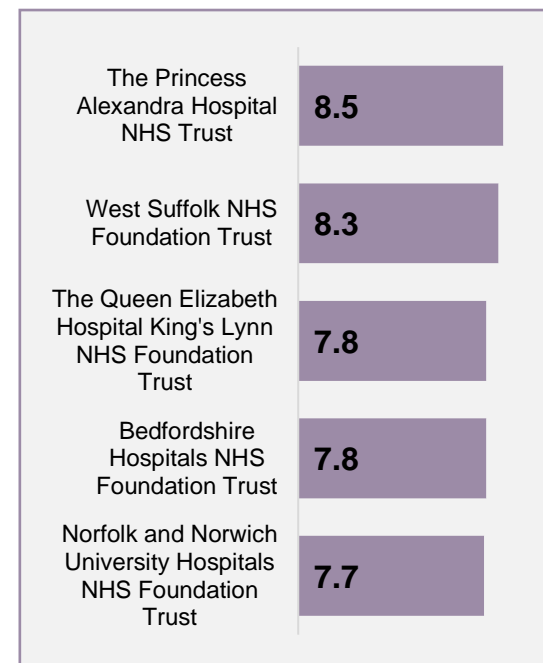 The Princess
Alexandra Hospital
NHS Trust
8.5
West Suffolk NHS
Foundation Trust
8.3
The Queen Elizabeth
Hospital King's Lynn
NHS Foundation
Trust
7.8
Bedfordshire
Hospitals NHS
Foundation Trust
7.8
Norfolk and Norwich
University Hospitals
NHS Foundation
Trust
7.7